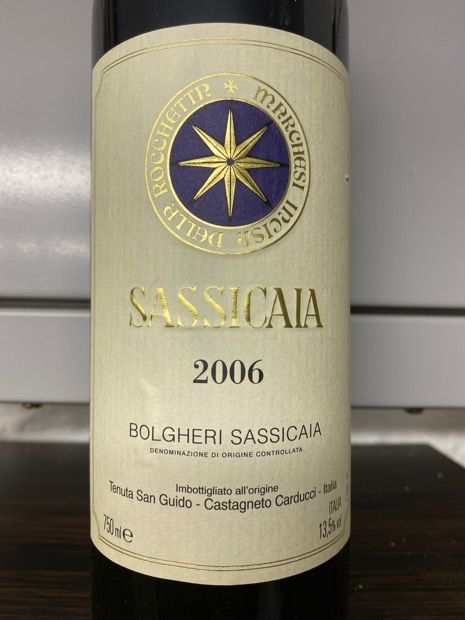 MARCHESI INCISA DELLA ROCCHETTA
SASSICAIA
2006
BOLGHERI SASSICAIA
DENOMINAZIONE DI ORIGINE CONTROLLATA
Imbottigliato all'origine
Tenuta San Guido - Castagneto Carducci - Italia
ITALIA
750 ml e 13,5% vol